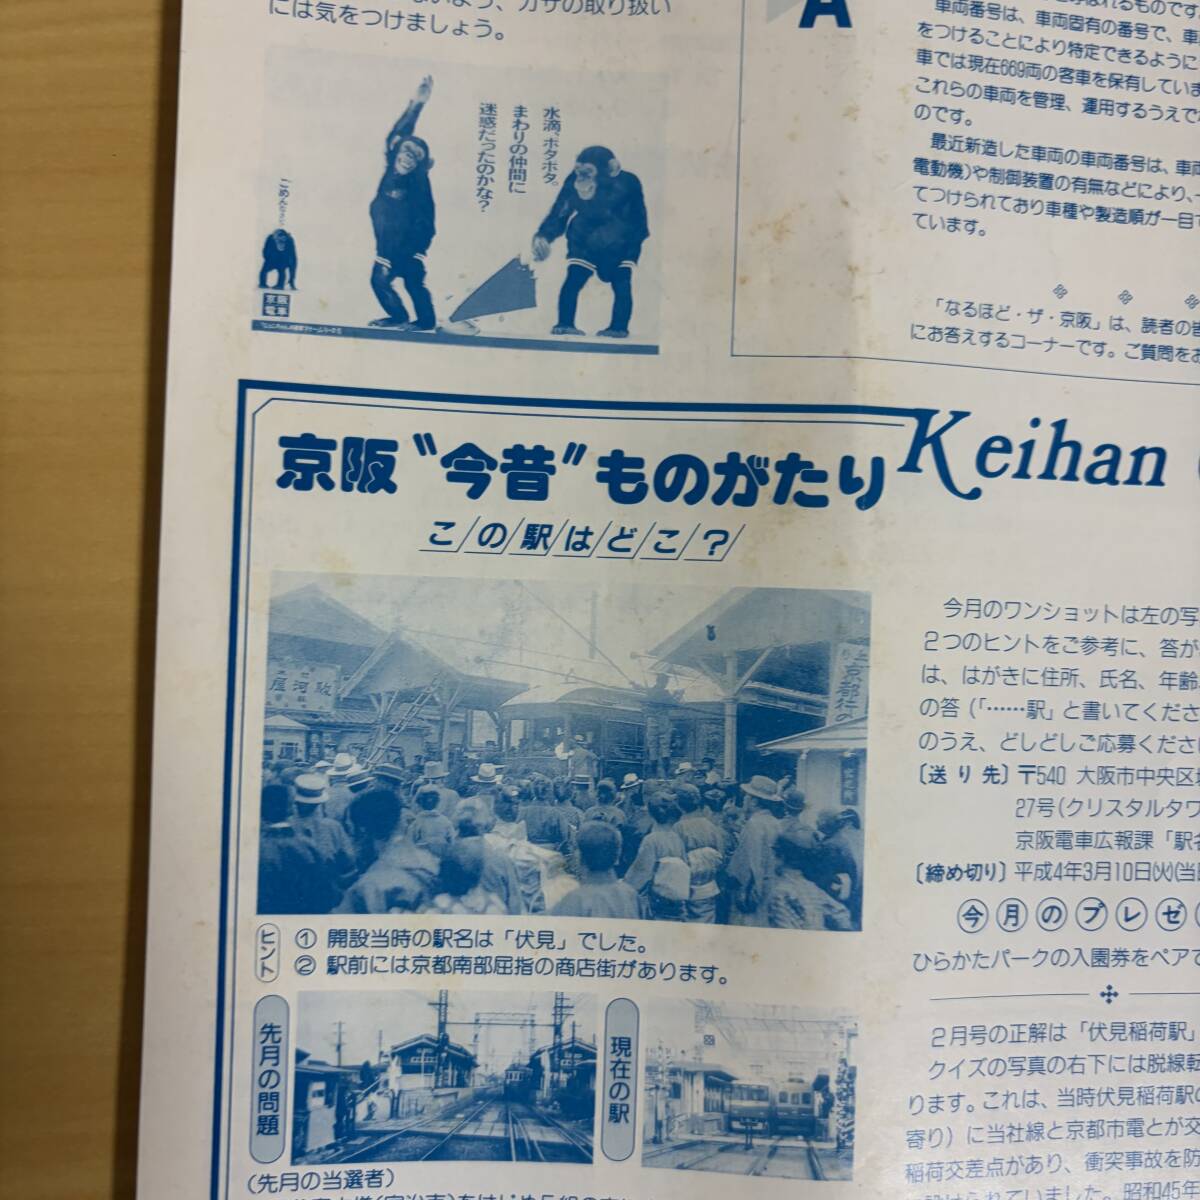 には気をつけましょう。
水滴、ポタポタ。
まわりの仲間に
迷惑だったのかな？
ごめんなさい
京阪
電車
A
車両番号は、車両固有の番号で、車
をつけることにより特定できるように
車では現在669両の客車を保有していま
これらの車両を管理、運用するうえで
のです。
最近新造した車両の車両番号は、車両
電動機)や制御装置の有無などにより、
てつけられており車種や製造順が一目で
ています。
「なるほど・ザ・京阪」は、読者の皆
にお答えするコーナーです。ご質問をお
京阪“今昔”ものがたり
Keihan
この駅はどこ？
駿河屋
京都行の
今月のワンショットは左の写
2つのヒントをご参考に、答が
は、はがきに住所、氏名、年齢
の答(「……駅」と書いてくださ
のうえ、どしどしご応募くださ
〔送り先〕〒540 大阪市中央区
27号(クリスタルタワ
京阪電車広報課「駅名
〔締め切り〕平成4年3月10日(火)(当
今月のプレゼ
ひらかたパークの入園券をペアで
ヒント
① 開設当時の駅名は「伏見」でした。
② 駅前には京都南部屈指の商店街があります。
先月の問題
現在の駅
2月号の正解は「伏見稲荷駅」
クイズの写真の右下には脱線転
ります。これは、当時伏見稲荷駅の
寄り)に当社線と京都市電とが交
稲荷交差点があり、衝突事故を防
設けられていました。昭和45年
(先月の当選者)